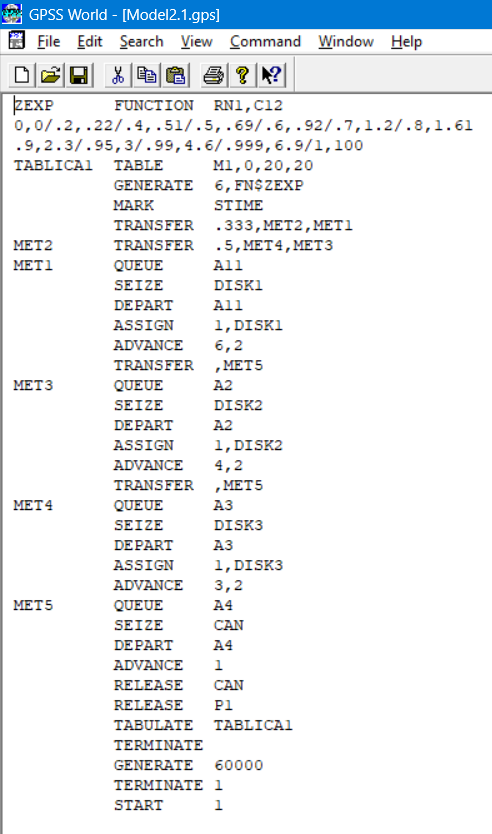 GPSS World - [Model2.1.gps]
File Edit Search View Command Window Help
ZEXP FUNCTION RN1,C12
0,0/.2,.22/.4,.51/.5,.69/.6,.92/.7,1.2/.8,1.61
.9,2.3/.95,3/.99,4.6/.999,6.9/1,100
TABLICA1 TABLE M1,0,20,20
GENERATE 6,FN$ZEXP
MARK STIME
TRANSFER .333,MET2,MET1
MET2 TRANSFER .5,MET4,MET3
MET1 QUEUE A11
SEIZE DISK1
DEPART A11
ASSIGN 1,DISK1
ADVANCE 6,2
TRANSFER ,MET5
MET3 QUEUE A2
SEIZE DISK2
DEPART A2
ASSIGN 1,DISK2
ADVANCE 4,2
TRANSFER ,MET5
MET4 QUEUE A3
SEIZE DISK3
DEPART A3
ASSIGN 1,DISK3
ADVANCE 3,2
MET5 QUEUE A4
SEIZE CAN
DEPART A4
ADVANCE 1
RELEASE CAN
RELEASE P1
TABULATE TABLICA1
TERMINATE
GENERATE 60000
TERMINATE 1
START 1